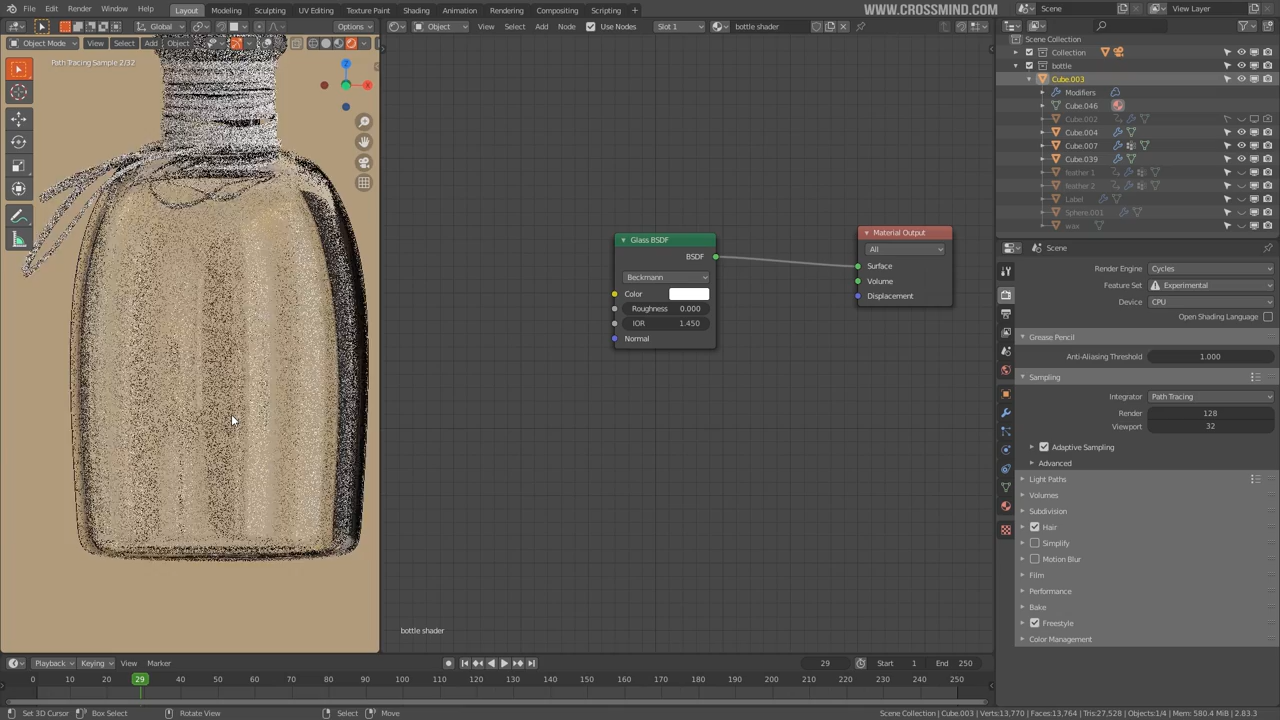 File Edit Render Window Help Layout Modeling Sculpting UV Editing Texture Paint Shading Animation Rendering Compositing Scripting + WWW.CROSSMIND.COM Scene View Layer
Global Options Object View Select Add Node Use Nodes Slot 1 bottle shader
Object Mode View Select Add Object
Path Tracing Sample 2/32
Scene Collection
Collection
bottle
Cube.003
Modifiers
Cube.046
Cube.002
Cube.004
Cube.007
Cube.039
feather 1
feather 2
Label
Sphere.001
wax
Glass BSDF
BSDF
Beckmann
Color
Roughness 0.000
IOR 1.450
Normal
Material Output
All
Surface
Volume
Displacement
bottle shader
Scene
Render Engine Cycles
Feature Set Experimental
Device CPU
Open Shading Language
Grease Pencil
Anti-Aliasing Threshold 1.000
Sampling
Integrator Path Tracing
Render 128
Viewport 32
Adaptive Sampling
Advanced
Light Paths
Volumes
Subdivision
Hair
Simplify
Motion Blur
Film
Performance
Bake
Freestyle
Color Management
Playback Keying View Marker 29 Start 1 End 250
0 10 20 29 40 50 60 70 80 90 100 110 120 130 140 150 160 170 180 190 200 210 220 230 240 250
Set 3D Cursor Box Select Rotate View Select Move Scene Collection | Cube.003 | Verts:13,770 | Faces:13,764 | Tris:27,528 | Objects:1/4 | Mem: 580.4 MiB | 2.83.3